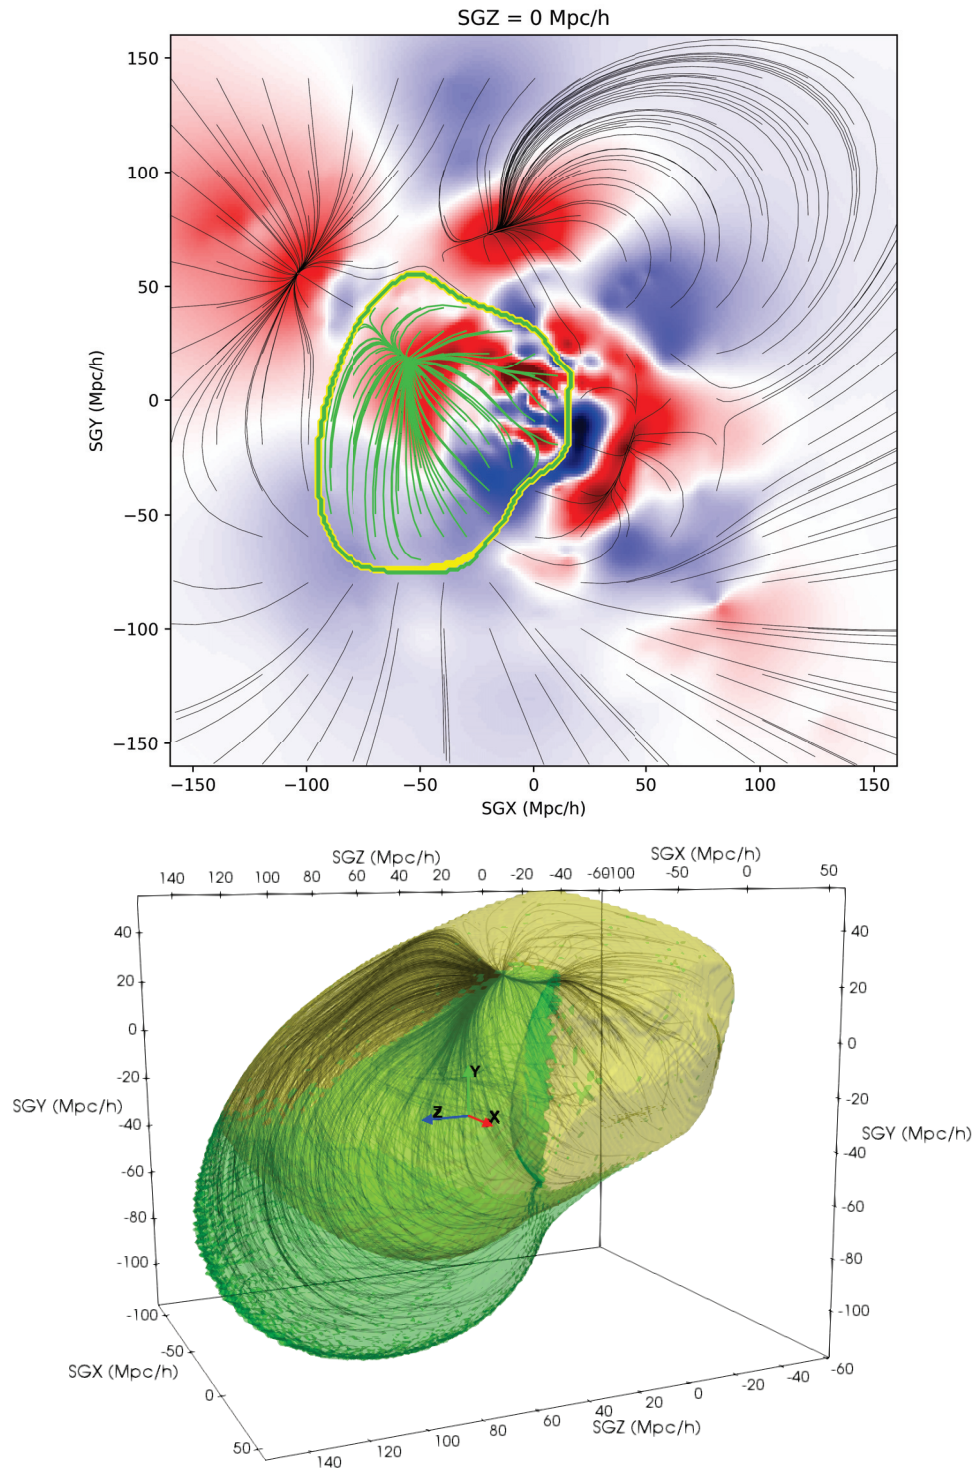 SGZ = 0 Mpc/h
150
100
50
0
−50
−100
−150
SGY (Mpc/h)
−150 −100 −50 0 50 100 150
SGX (Mpc/h)
SGZ (Mpc/h) SGX (Mpc/h)
140 120 100 80 60 40 20 0 -20 -40 -60 -100 -50 0 50
40 40
20 20
0 0
-20 -20
SGY (Mpc/h) -40 -40 SGY (Mpc/h)
-60 -60
-80 -80
-100 -100
Y
Z X
-100
-50
SGX (Mpc/h)
0
50
140 120 100 80 60 40 20 0 -20 -40 -60
SGZ (Mpc/h)